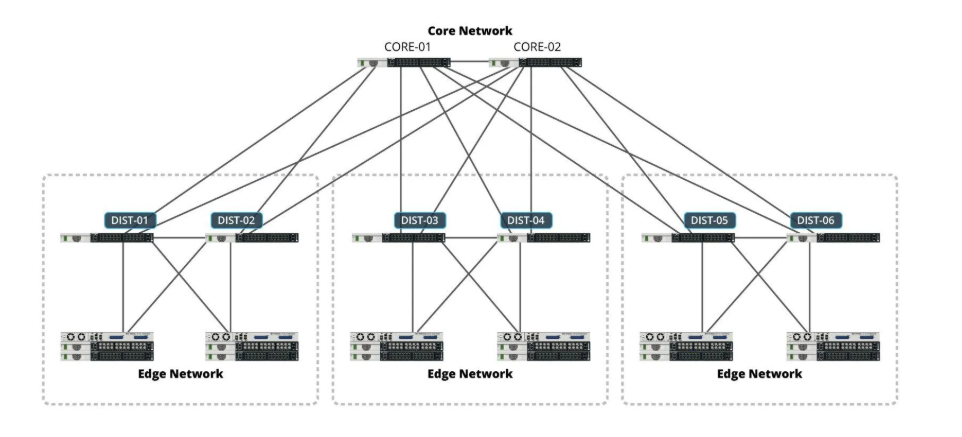 Core Network
CORE-01 CORE-02
DIST-01 DIST-02 DIST-03 DIST-04 DIST-05 DIST-06
Edge Network Edge Network Edge Network